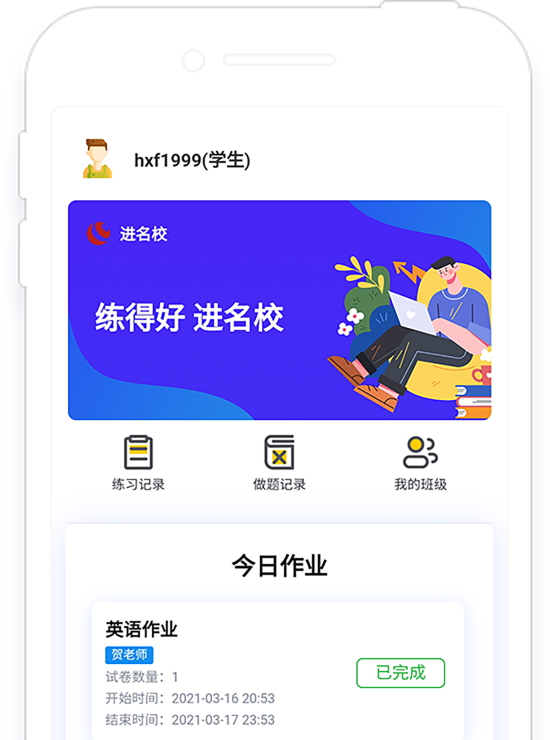 hxf1999(学生)
进名校
练得好 进名校
练习记录
做题记录
我的班级
今日作业
英语作业
贺老师
已完成
试卷数量：1
开始时间：2021-03-16 20:53
结束时间：2021-03-17 23:53